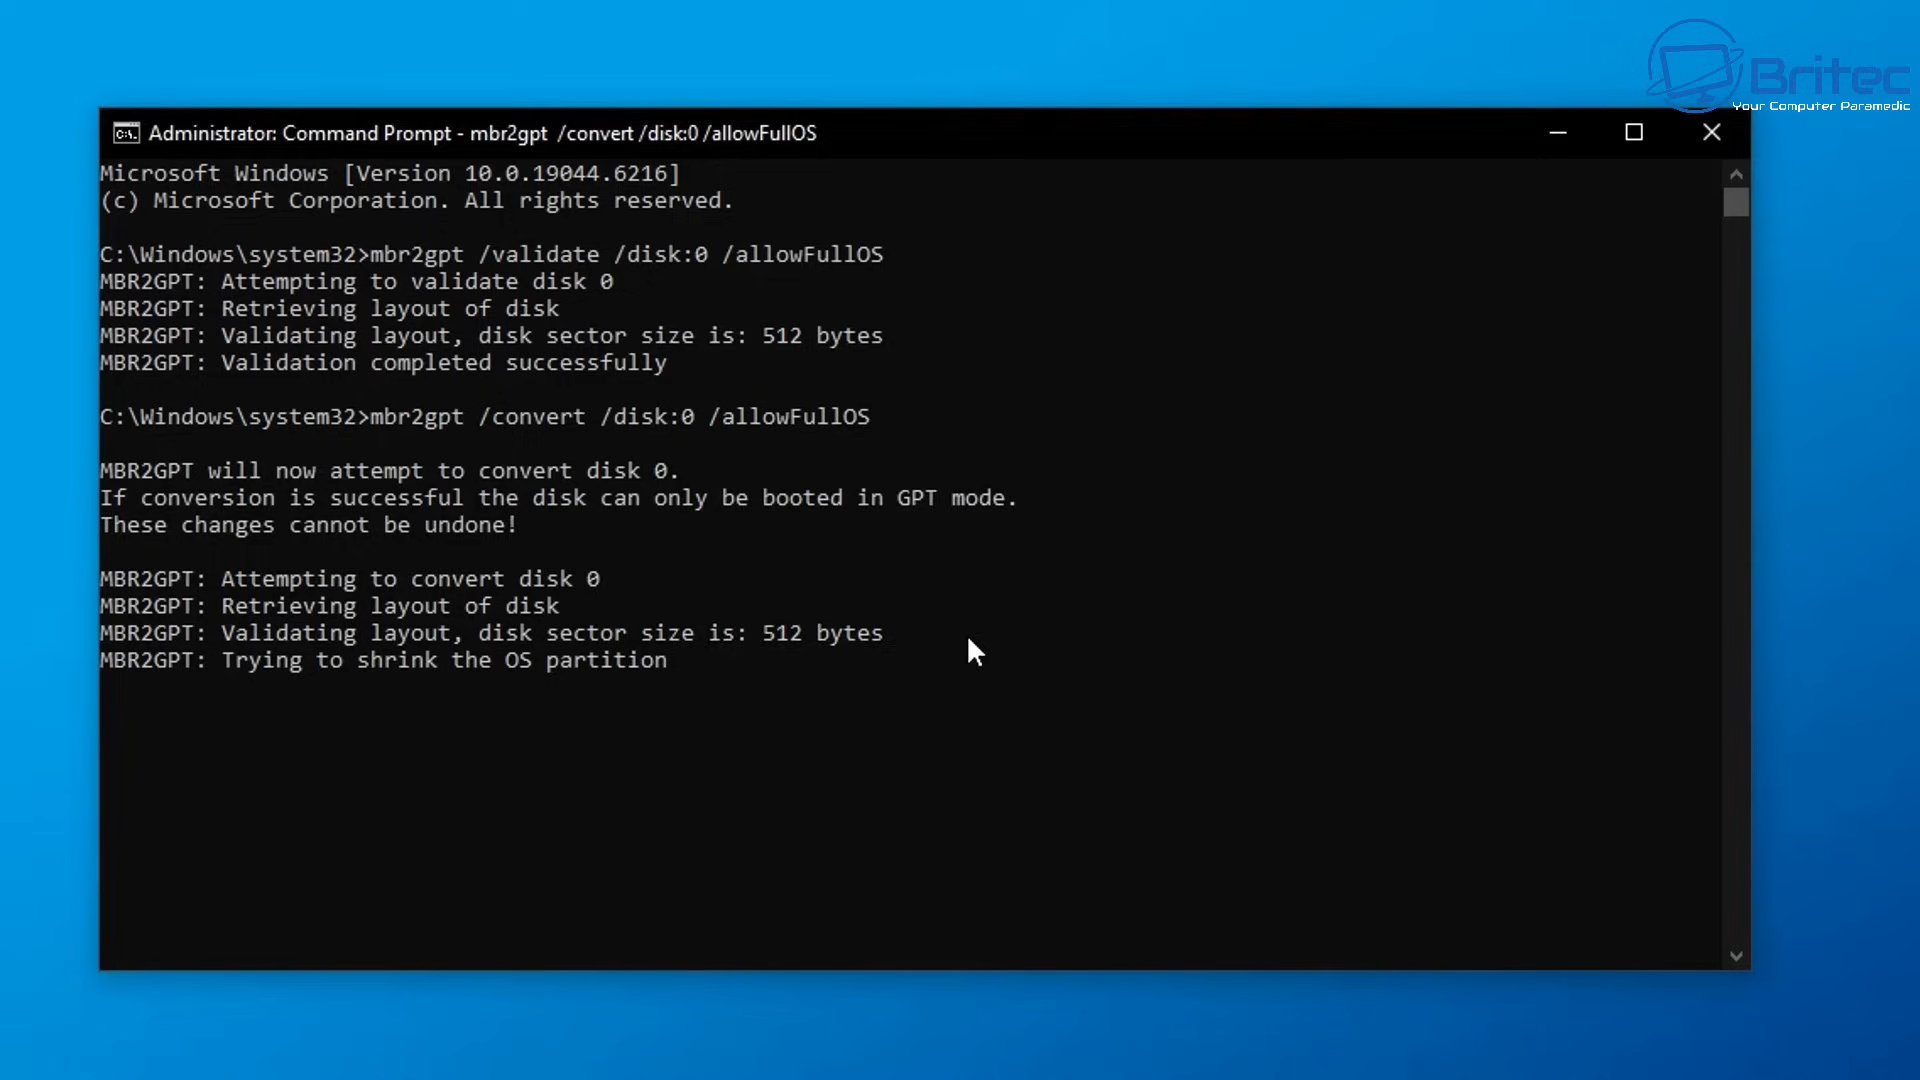 Britec
Your Computer Paramedic
Administrator: Command Prompt - mbr2gpt  /convert /disk:0 /allowFullOS
Microsoft Windows [Version 10.0.19044.6216]
(c) Microsoft Corporation. All rights reserved.
C:\Windows\system32>mbr2gpt /validate /disk:0 /allowFullOS
MBR2GPT: Attempting to validate disk 0
MBR2GPT: Retrieving layout of disk
MBR2GPT: Validating layout, disk sector size is: 512 bytes
MBR2GPT: Validation completed successfully
C:\Windows\system32>mbr2gpt /convert /disk:0 /allowFullOS
MBR2GPT will now attempt to convert disk 0.
If conversion is successful the disk can only be booted in GPT mode.
These changes cannot be undone!
MBR2GPT: Attempting to convert disk 0
MBR2GPT: Retrieving layout of disk
MBR2GPT: Validating layout, disk sector size is: 512 bytes
MBR2GPT: Trying to shrink the OS partition